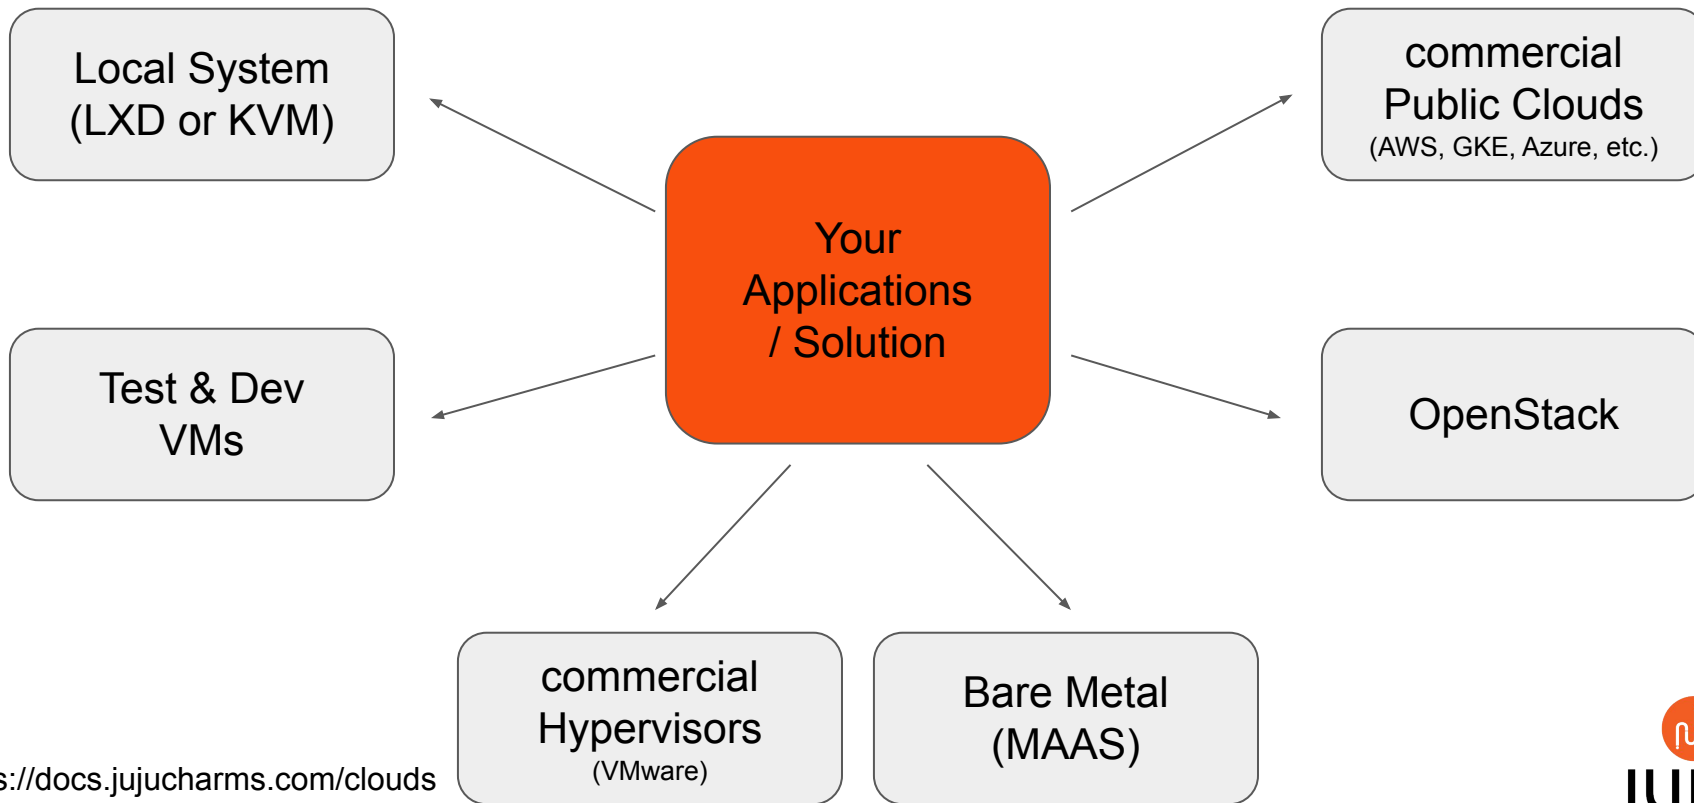 Local System
(LXD or KVM)
commercial
Public Clouds
(AWS, GKE, Azure, etc.)
Your
Applications
/ Solution
Test & Dev
VMs
OpenStack
commercial
Hypervisors
(VMware)
Bare Metal
(MAAS)
s://docs.jujucharms.com/clouds